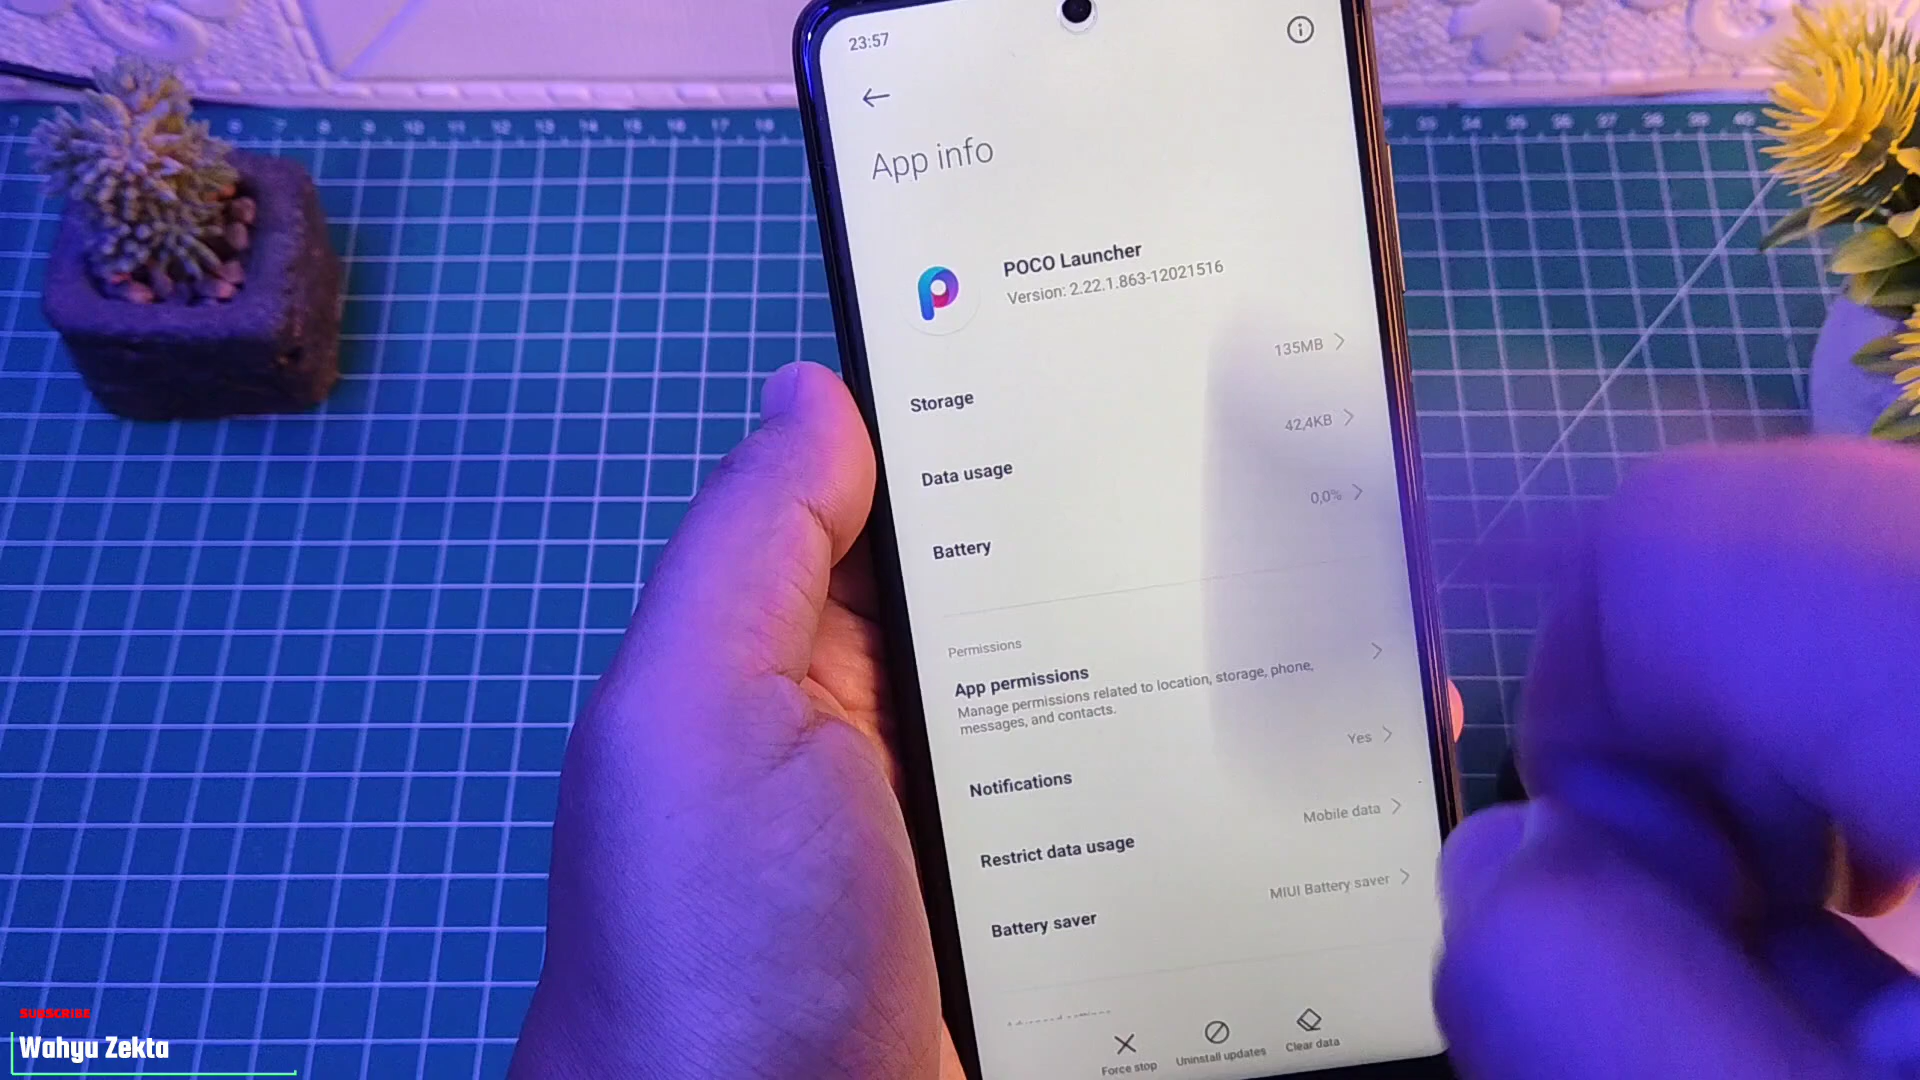 23:57
App info
POCO Launcher
Version: 2.22.1.863-12021516
Storage
135MB
Data usage
42,4KB
Battery
0,0%
Permissions
App permissions
Manage permissions related to location, storage, phone,
messages, and contacts.
Notifications
Yes
Restrict data usage
Mobile data
Battery saver
MIUI Battery saver
Force stop
Uninstall updates
Clear data
SUBSCRIBE
Wahyu Zekta